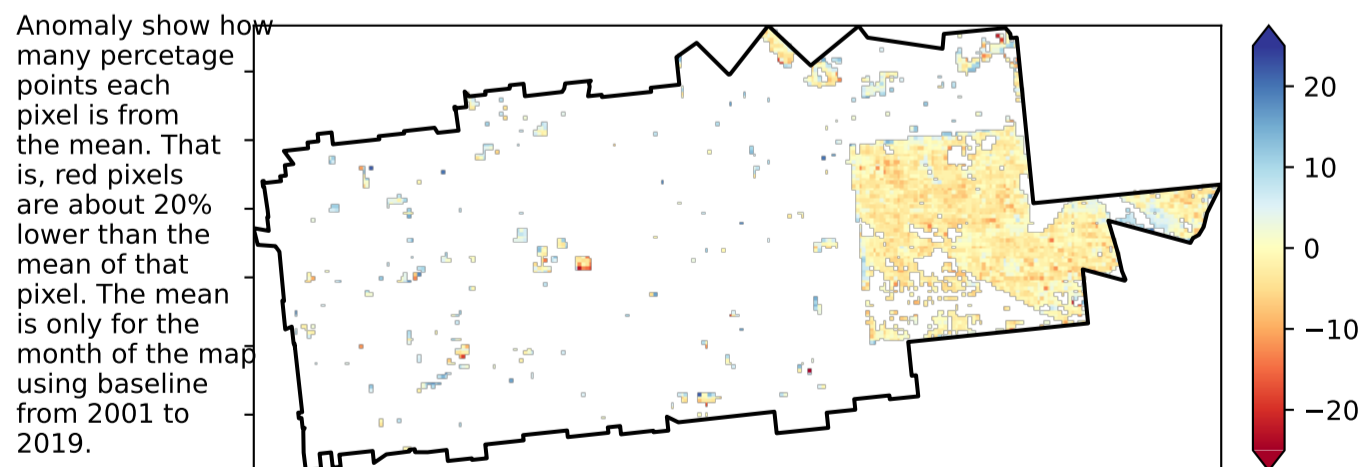 Anomaly show how
many percetage
points each
pixel is from
the mean. That
is, red pixels
are about 20%
lower than the
mean of that
pixel. The mean
is only for the
month of the map
using baseline
from 2001 to
2019.
20
10
0
−10
−20